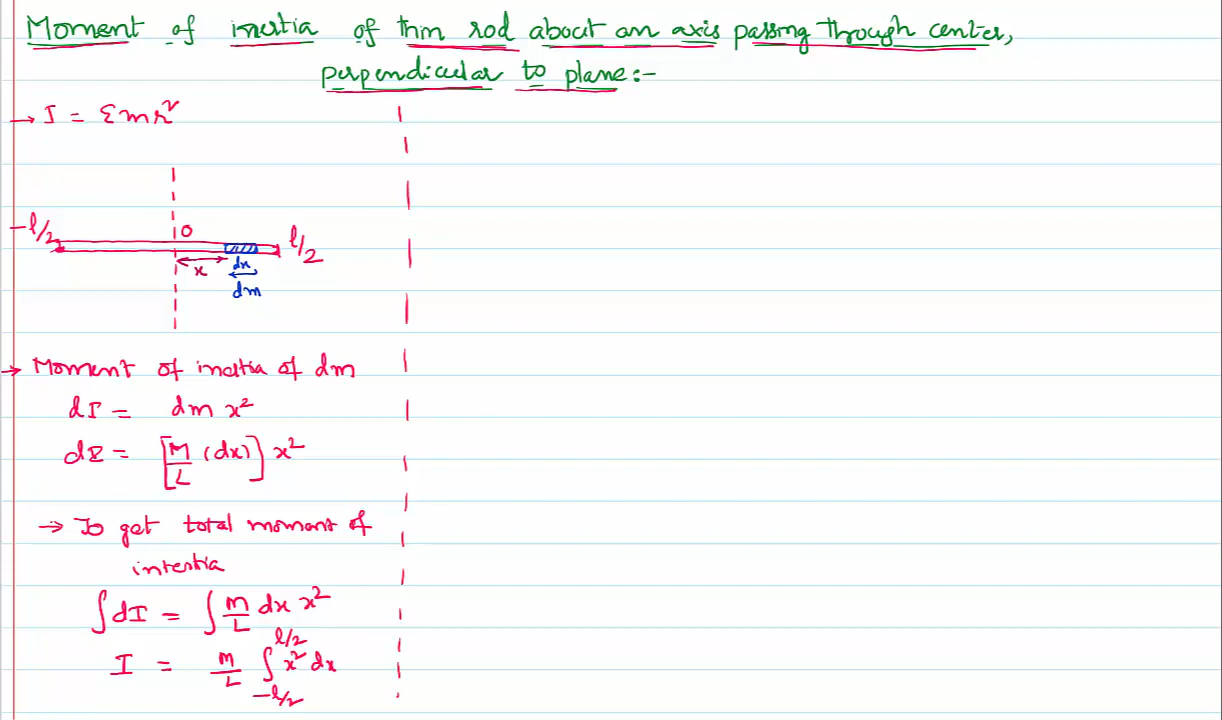 Moment of inertia of thin rod about an axis passing through center,
perpendicular to plane:-
→ I = Σmr²
-l/2 O l/2
x dx
dm
→ Moment of inertia of dm
dI = dm x²
dI = [M/L (dx)] x²
→ To get total moment of
intertia
∫dI = ∫ M/L dx x²
I = M/L ∫_{-l/2}^{l/2} x² dx